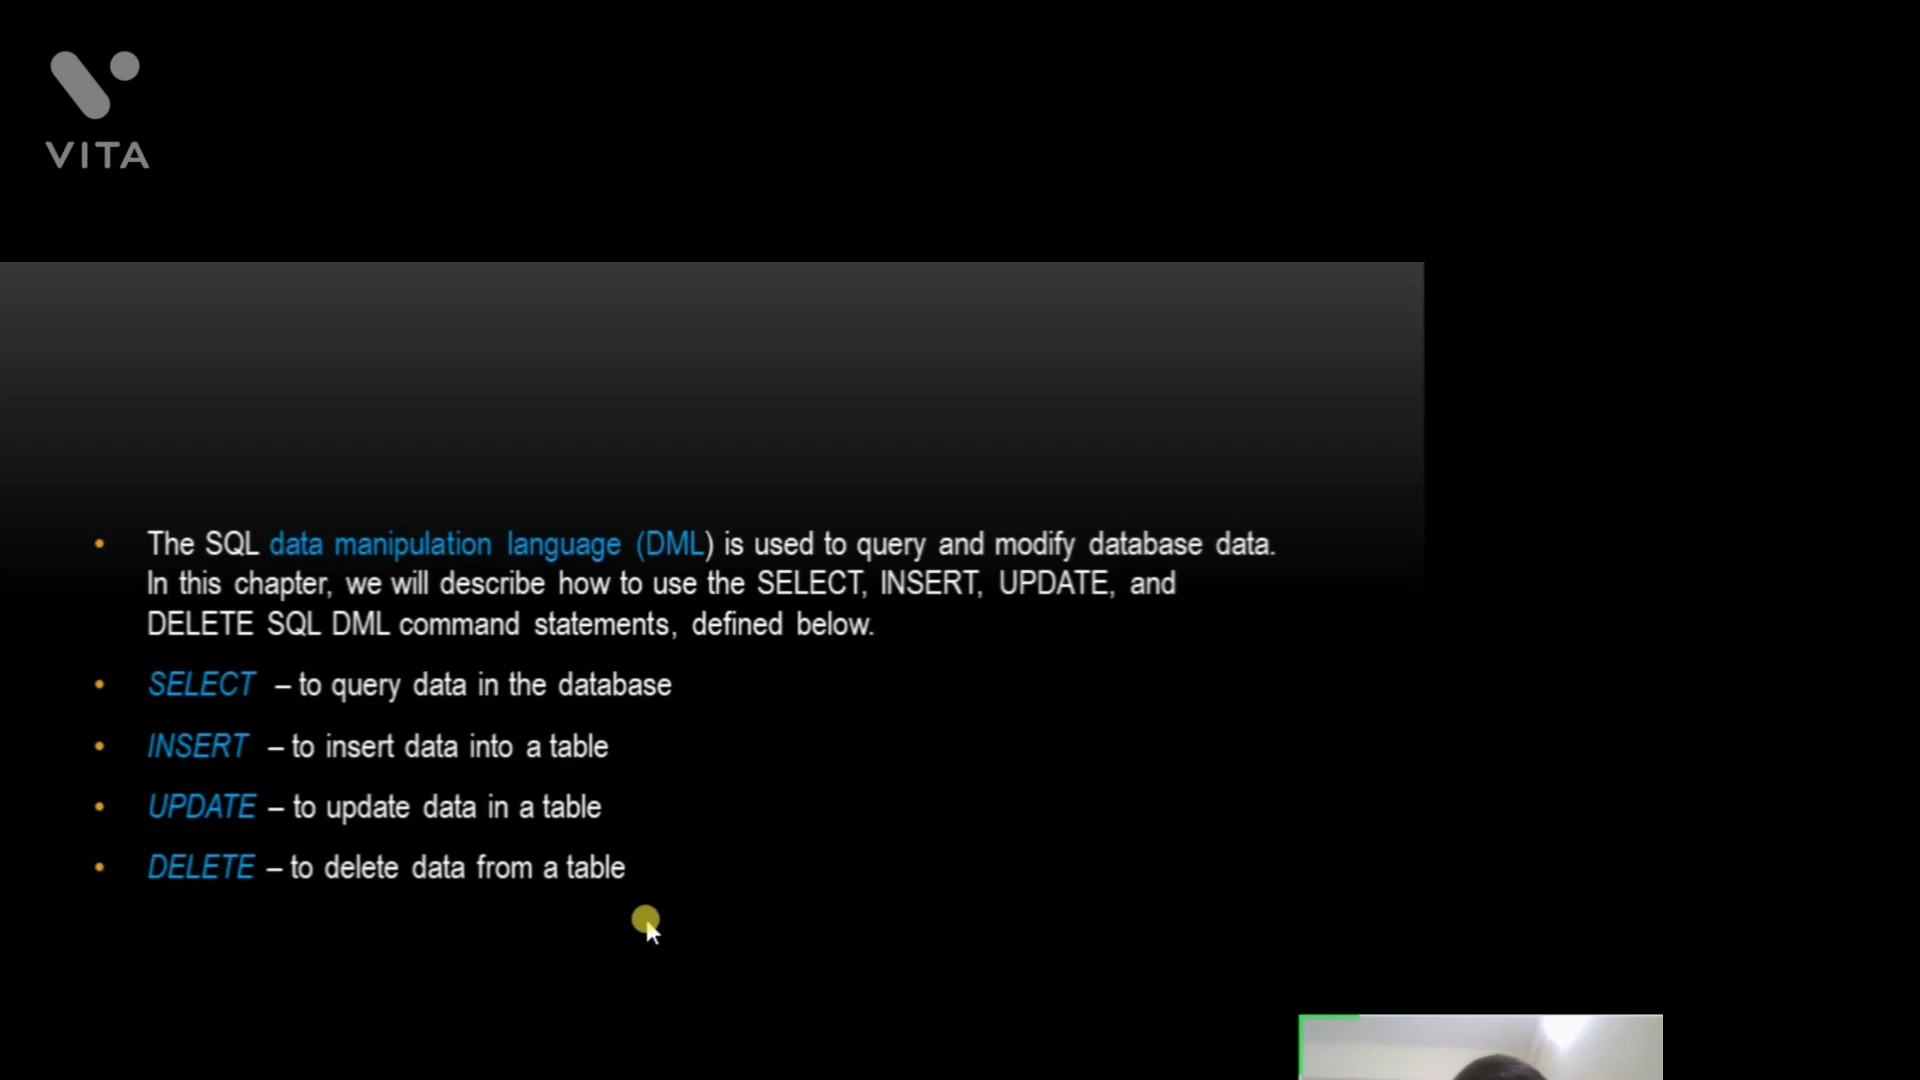 VITA
• The SQL data manipulation language (DML) is used to query and modify database data.
In this chapter, we will describe how to use the SELECT, INSERT, UPDATE, and
DELETE SQL DML command statements, defined below.
• SELECT – to query data in the database
• INSERT – to insert data into a table
• UPDATE – to update data in a table
• DELETE – to delete data from a table